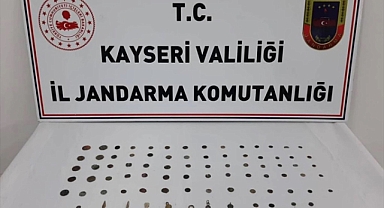 T.C.
KAYSERİ VALİLİĞİ
İL JANDARMA KOMUTANLIĞI